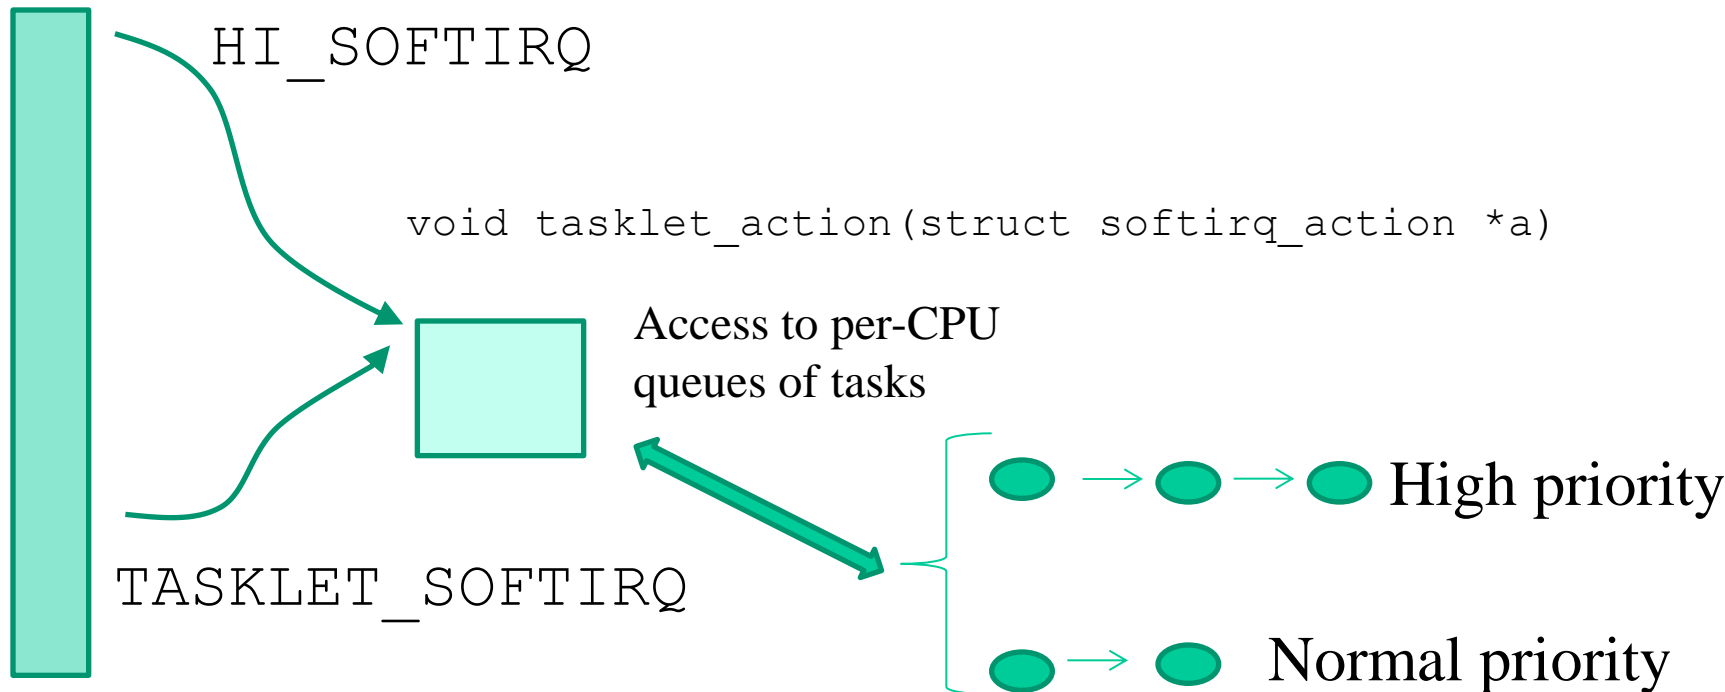 HI_SOFTIRQ
void tasklet_action(struct softirq_action *a)
Access to per-CPU
queues of tasks
High priority
TASKLET_SOFTIRQ
Normal priority